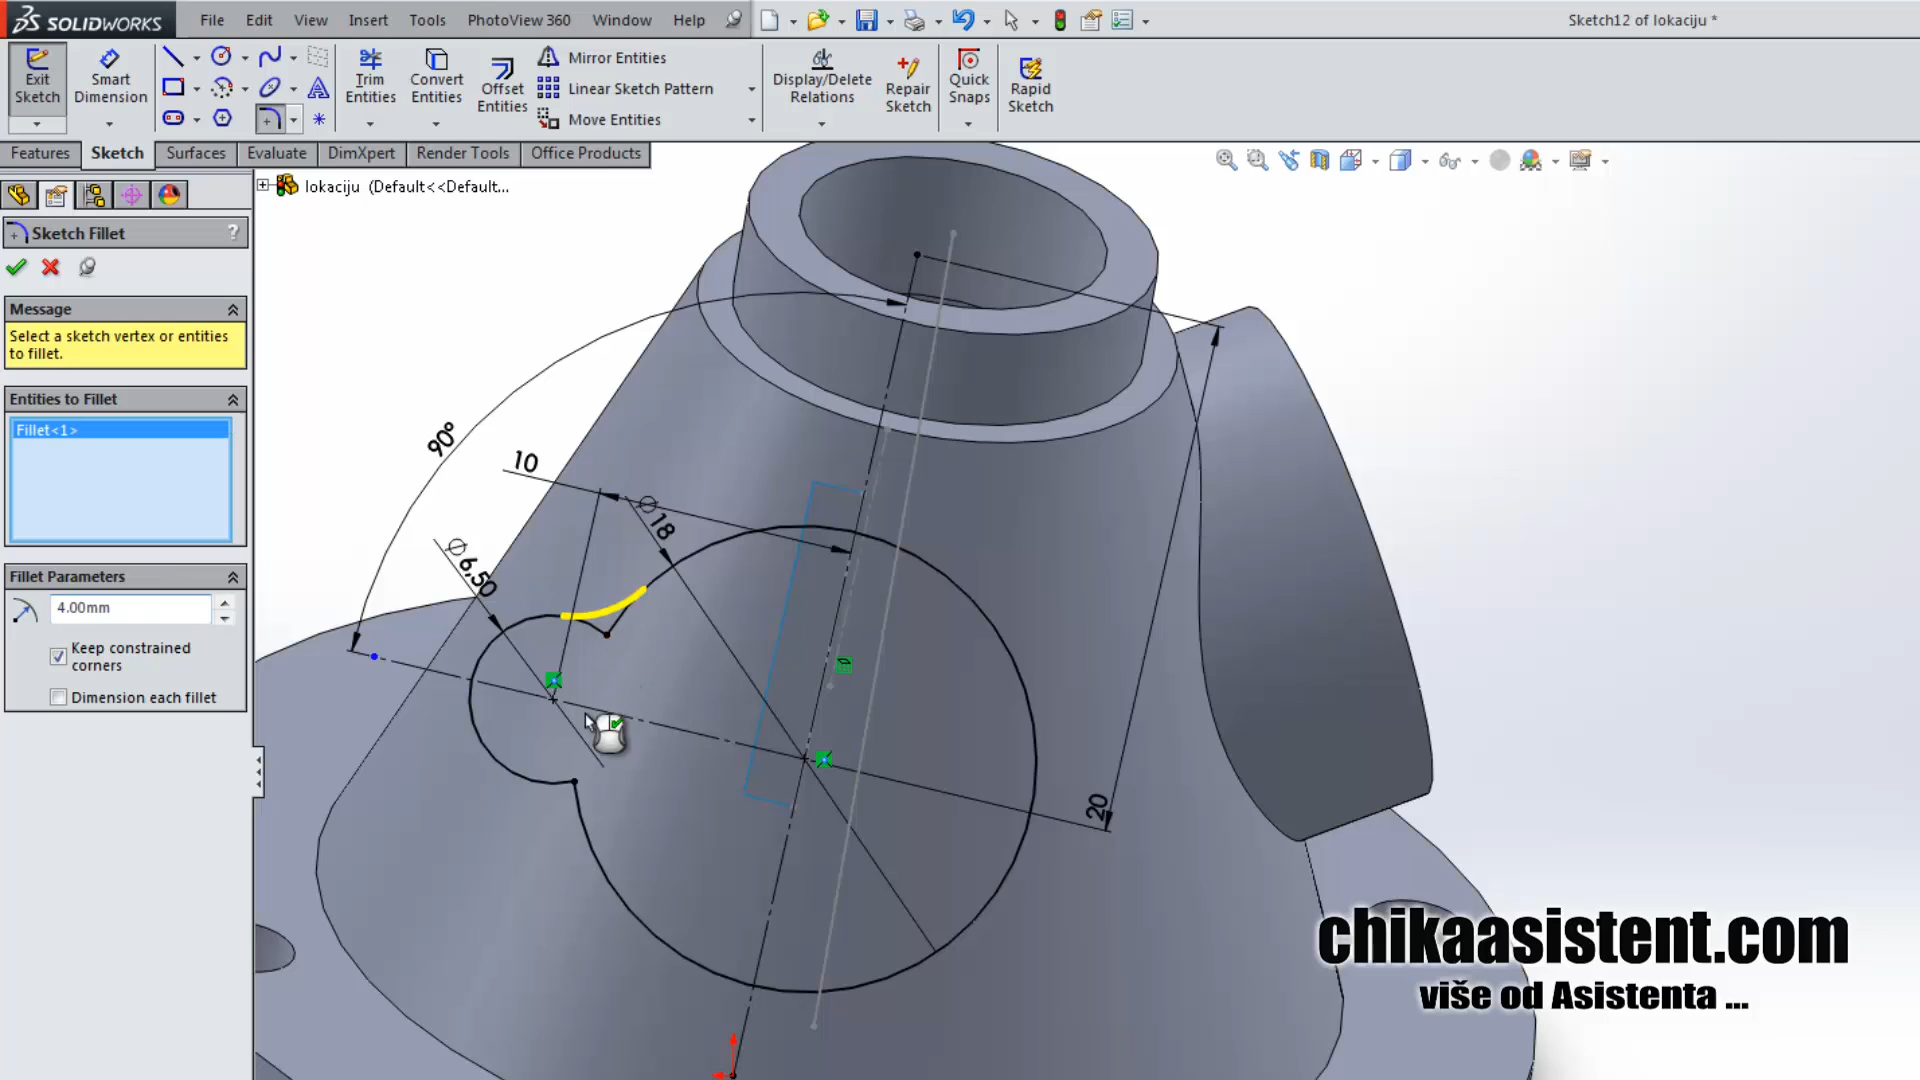 SOLIDWORKS
File Edit View Insert Tools PhotoView 360 Window Help
Sketch12 of lokaciju *
Exit Sketch
Smart Dimension
Trim Entities
Convert Entities
Offset Entities
Mirror Entities
Linear Sketch Pattern
Move Entities
Display/Delete Relations
Repair Sketch
Quick Snaps
Rapid Sketch
Features Sketch Surfaces Evaluate DimXpert Render Tools Office Products
lokaciju (Default<<Default...
Sketch Fillet ?
Message
Select a sketch vertex or entities
to fillet.
Entities to Fillet
Fillet<1>
Fillet Parameters
4.00mm
Keep constrained
corners
Dimension each fillet
90°
10
∅18
∅6,50
20
chikaasistent.com
više od Asistenta ...